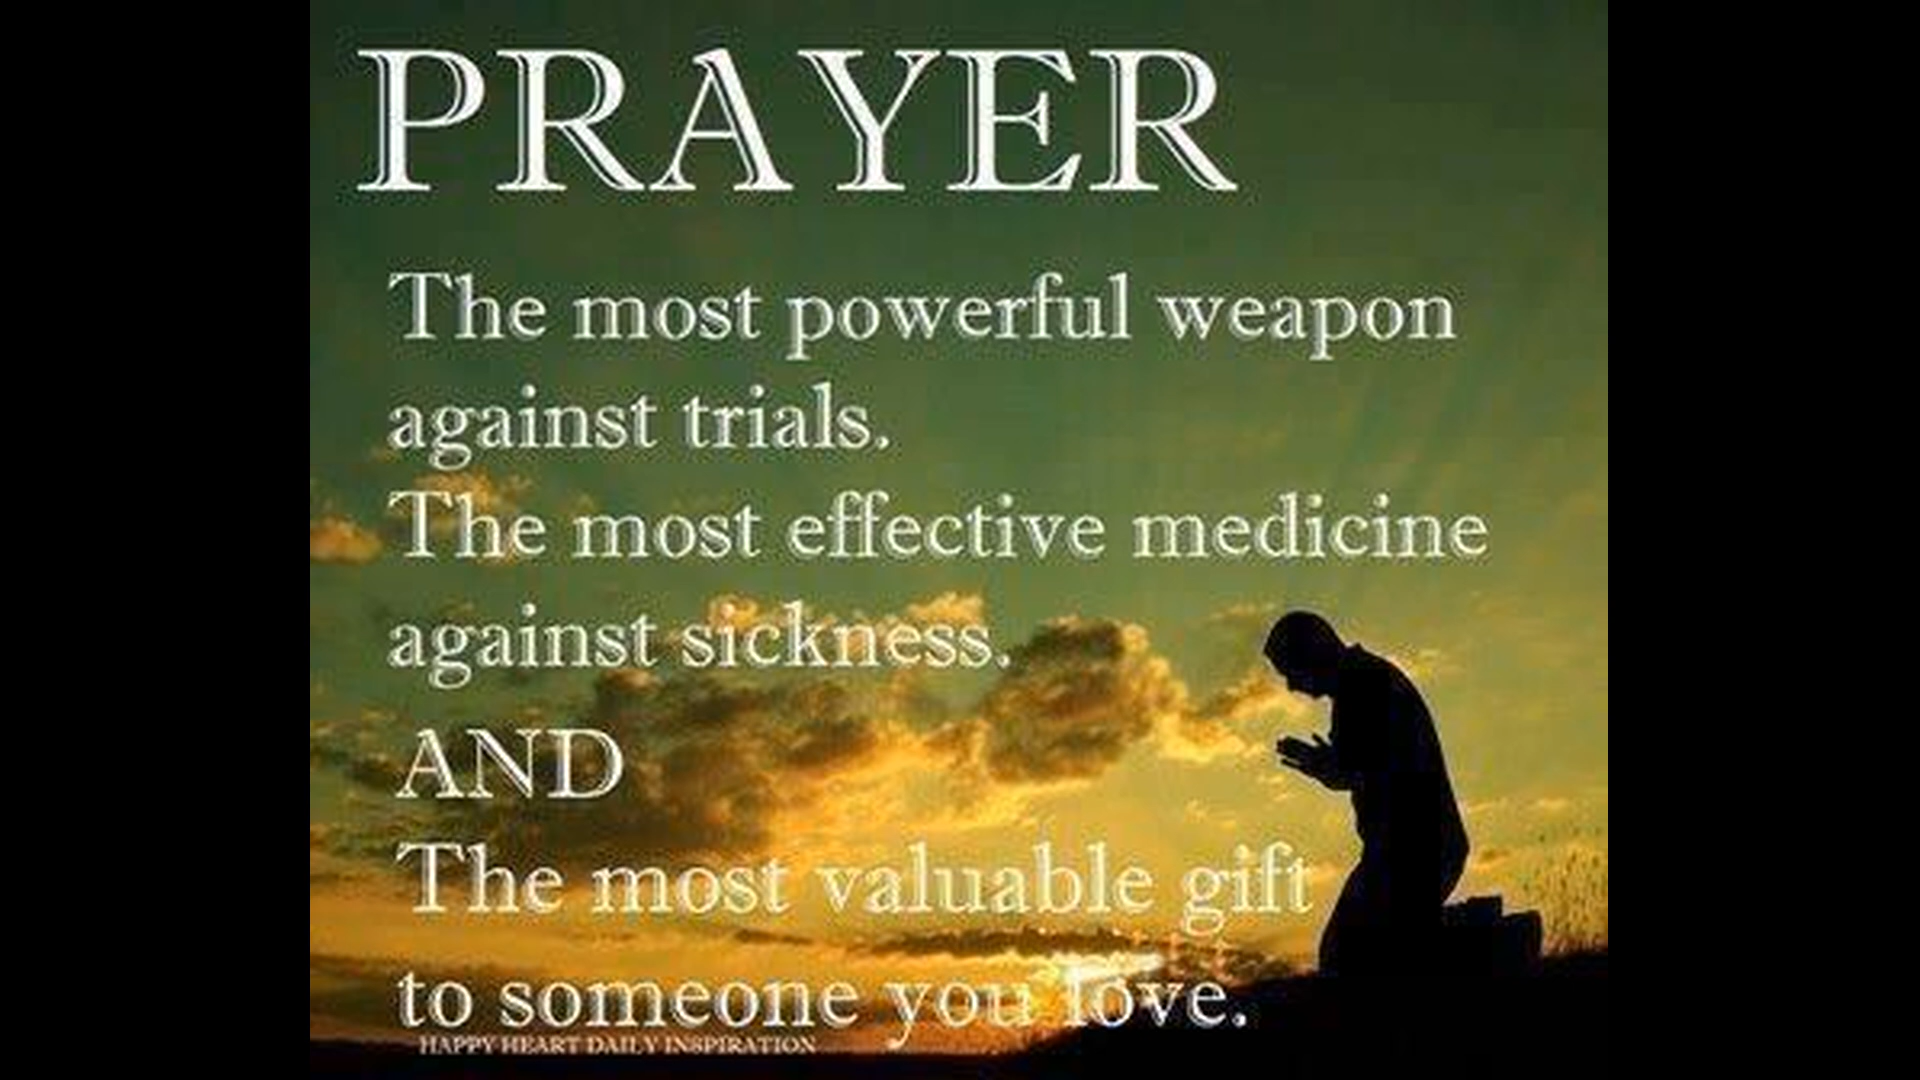 PRAYER
The most powerful weapon
against trials.
The most effective medicine
against sickness.
AND
The most valuable gift
to someone you love.
HAPPY HEART DAILY INSPIRATION